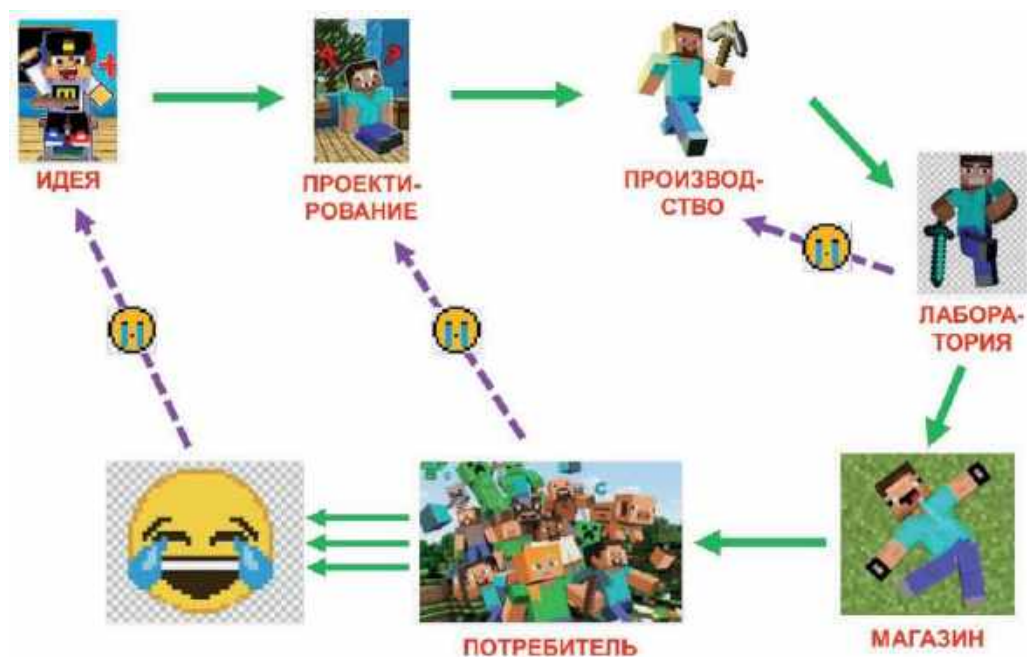 ИДЕЯ
ПРОЕКТИ-
РОВАНИЕ
ПРОИЗВОД-
СТВО
ЛАБОРА-
ТОРИЯ
МАГАЗИН
ПОТРЕБИТЕЛЬ